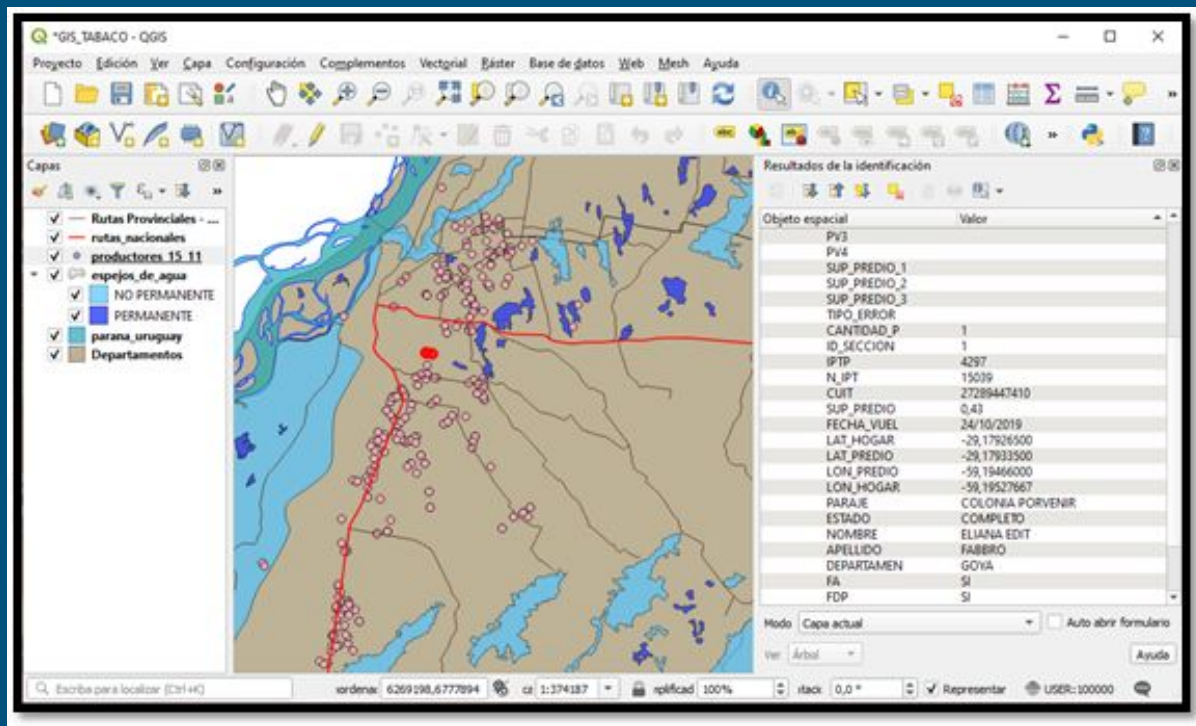 *GIS_TABACO - QGIS
Proyecto Edición Ver Capa Configuración Complementos Vectorial Ráster Base de datos Web Mesh Ayuda
Capas
Rutas Provinciales - ...
rutas_nacionales
productores_15_11
espejos_de_agua
NO PERMANENTE
PERMANENTE
parana_uruguay
Departamentos
Resultados de la identificación
Objeto espacial Valor
PV3
PV4
SUP_PREDIO_1
SUP_PREDIO_2
SUP_PREDIO_3
TIPO_ERROR
CANTIDAD_P 1
ID_SECCION 1
IPTP 4297
N_IPT 15039
CUIT 27289447410
SUP_PREDIO 0,43
FECHA_VUEL 24/10/2019
LAT_HOGAR -29,17926500
LAT_PREDIO -29,17933500
LON_PREDIO -59,19466000
LON_HOGAR -59,19527667
PARAJE COLONIA PORVENIR
ESTADO COMPLETO
NOMBRE ELIANA EDIT
APELLIDO FABBRO
DEPARTAMEN GOYA
FA SI
FDP SI
Modo Capa actual Auto abrir formulario
Ver Árbol Ayuda
Escriba para localizar (Ctrl+K) 6269198,6777894 1:374187 100% 0,0 ° Representar USER:100000